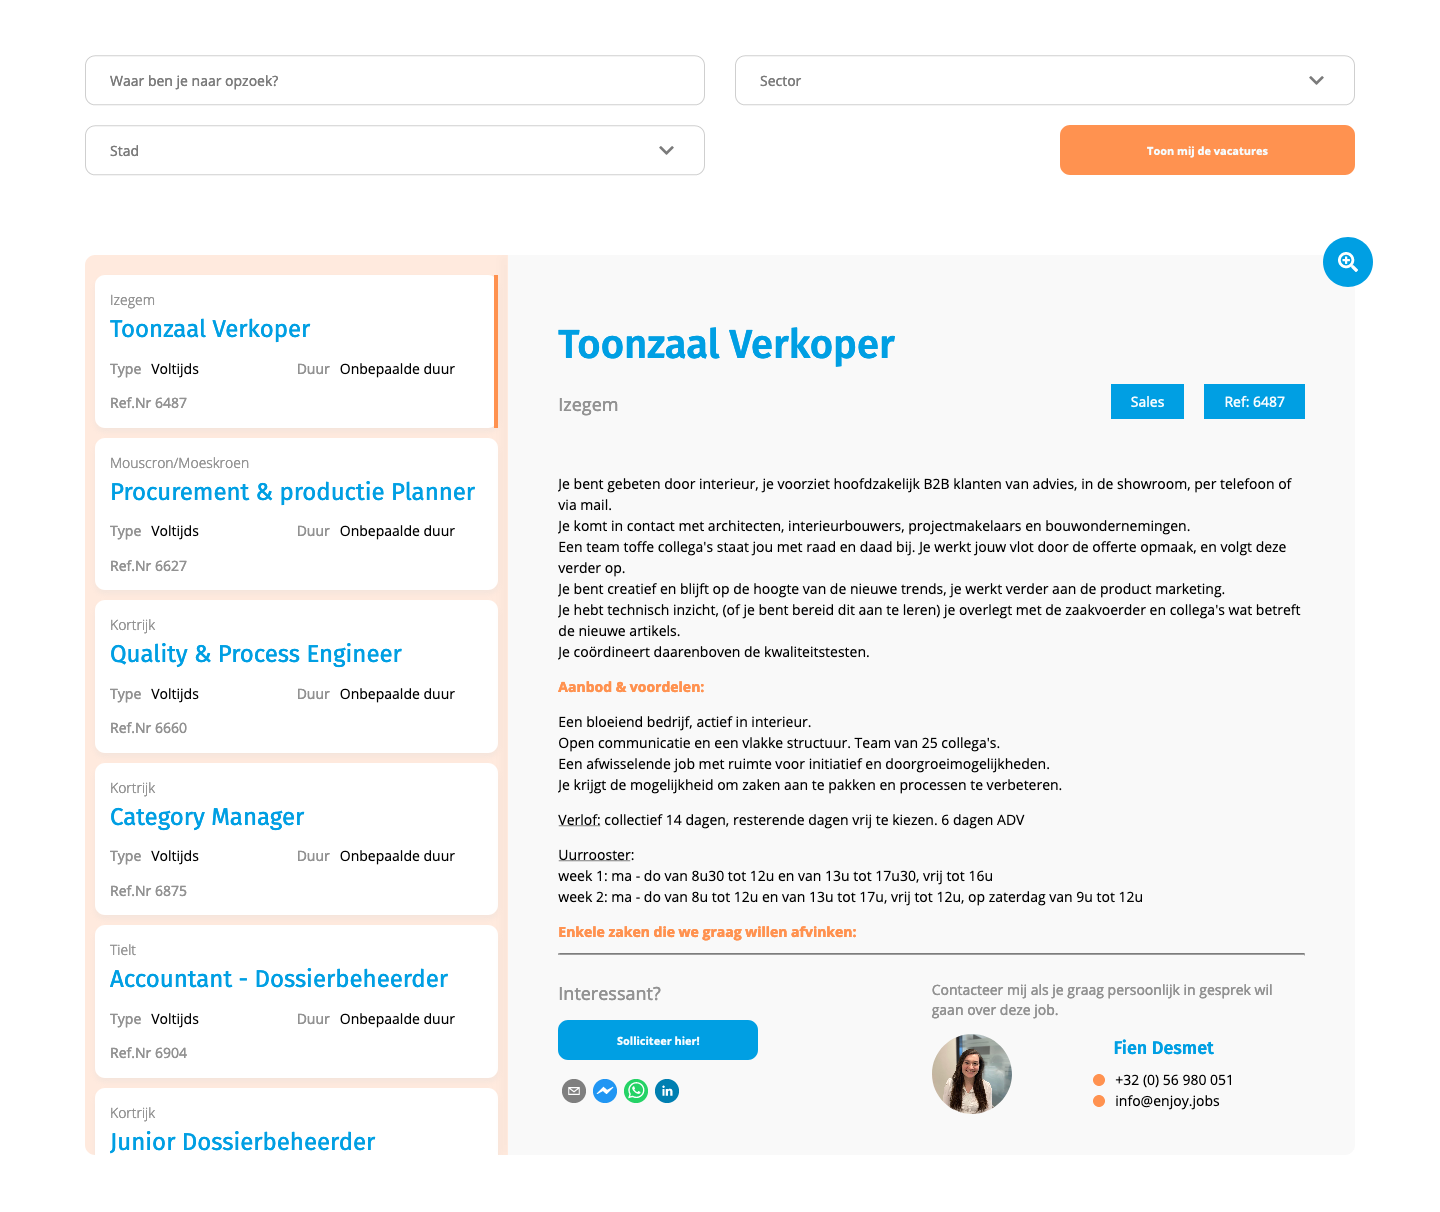 Waar ben je naar opzoek?
Sector
Stad
Toon mij de vacatures
Izegem
Toonzaal Verkoper
Type Voltijds Duur Onbepaalde duur
Ref.Nr 6487
Mouscron/Moeskroen
Procurement & productie Planner
Type Voltijds Duur Onbepaalde duur
Ref.Nr 6627
Kortrijk
Quality & Process Engineer
Type Voltijds Duur Onbepaalde duur
Ref.Nr 6660
Kortrijk
Category Manager
Type Voltijds Duur Onbepaalde duur
Ref.Nr 6875
Tielt
Accountant - Dossierbeheerder
Type Voltijds Duur Onbepaalde duur
Ref.Nr 6904
Kortrijk
Junior Dossierbeheerder
Toonzaal Verkoper
Izegem
Sales
Ref: 6487
Je bent gebeten door interieur, je voorziet hoofdzakelijk B2B klanten van advies, in de showroom, per telefoon of
via mail.
Je komt in contact met architecten, interieurbouwers, projectmakelaars en bouwondernemingen.
Een team toffe collega's staat jou met raad en daad bij. Je werkt jouw vlot door de offerte opmaak, en volgt deze
verder op.
Je bent creatief en blijft op de hoogte van de nieuwe trends, je werkt verder aan de product marketing.
Je hebt technisch inzicht, (of je bent bereid dit aan te leren) je overlegt met de zaakvoerder en collega's wat betreft
de nieuwe artikels.
Je coördineert daarenboven de kwaliteitstesten.
Aanbod & voordelen:
Een bloeiend bedrijf, actief in interieur.
Open communicatie en een vlakke structuur. Team van 25 collega's.
Een afwisselende job met ruimte voor initiatief en doorgroeimogelijkheden.
Je krijgt de mogelijkheid om zaken aan te pakken en processen te verbeteren.
Verlof: collectief 14 dagen, resterende dagen vrij te kiezen. 6 dagen ADV
Uurrooster:
week 1: ma - do van 8u30 tot 12u en van 13u tot 17u30, vrij tot 16u
week 2: ma - do van 8u tot 12u en van 13u tot 17u, vrij tot 12u, op zaterdag van 9u tot 12u
Enkele zaken die we graag willen afvinken:
Interessant?
Solliciteer hier!
in
Contacteer mij als je graag persoonlijk in gesprek wil
gaan over deze job.
Fien Desmet
+32 (0) 56 980 051
info@enjoy.jobs